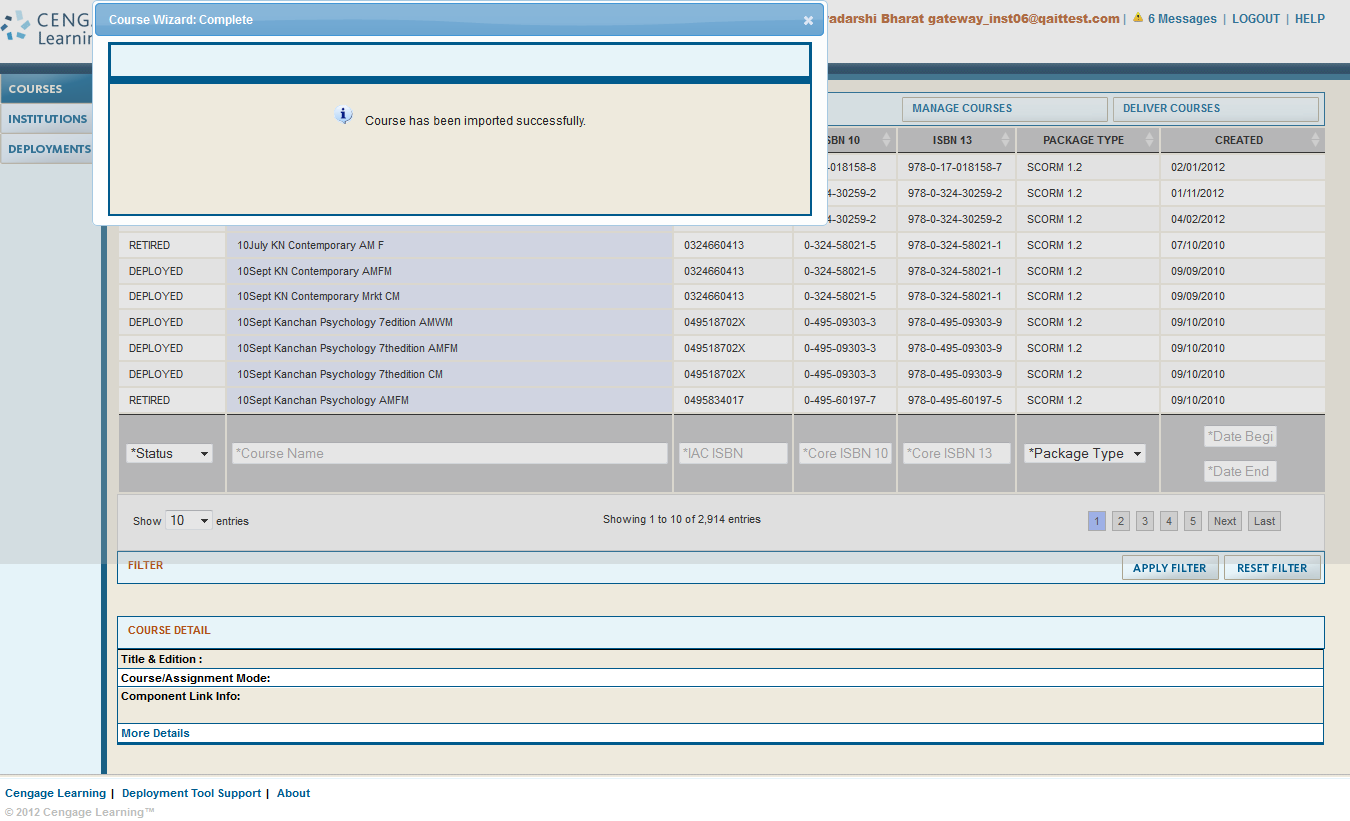 Course Wizard: Complete
Bharat gateway_inst06@qaittest.com | 6 Messages | LOGOUT | HELP
Course has been imported successfully.
COURSES
INSTITUTIONS
DEPLOYMENTS
MANAGE COURSES DELIVER COURSES
10 ISBN 13 PACKAGE TYPE CREATED
-018158-8 978-0-17-018158-7 SCORM 1.2 02/01/2012
-30259-2 978-0-324-30259-2 SCORM 1.2 01/11/2012
-30259-2 978-0-324-30259-2 SCORM 1.2 04/02/2012
RETIRED 10July KN Contemporary AM F 0324660413 0-324-58021-5 978-0-324-58021-1 SCORM 1.2 07/10/2010
DEPLOYED 10Sept KN Contemporary AMFM 0324660413 0-324-58021-5 978-0-324-58021-1 SCORM 1.2 09/09/2010
DEPLOYED 10Sept KN Contemporary Mrkt CM 0324660413 0-324-58021-5 978-0-324-58021-1 SCORM 1.2 09/09/2010
DEPLOYED 10Sept Kanchan Psychology 7edition AMWM 049518702X 0-495-09303-3 978-0-495-09303-9 SCORM 1.2 09/10/2010
DEPLOYED 10Sept Kanchan Psychology 7thedition AMFM 049518702X 0-495-09303-3 978-0-495-09303-9 SCORM 1.2 09/10/2010
DEPLOYED 10Sept Kanchan Psychology 7thedition CM 049518702X 0-495-09303-3 978-0-495-09303-9 SCORM 1.2 09/10/2010
RETIRED 10Sept Kanchan Psychology AMFM 0495834017 0-495-60197-7 978-0-495-60197-5 SCORM 1.2 09/10/2010
*Date Begi
*Status *Course Name *IAC ISBN *Core ISBN 10 *Core ISBN 13 *Package Type
*Date End
Show 10 entries Showing 1 to 10 of 2,914 entries 1 2 3 4 5 Next Last
FILTER APPLY FILTER RESET FILTER
COURSE DETAIL
Title & Edition :
Course/Assignment Mode:
Component Link Info:
More Details
Cengage Learning | Deployment Tool Support | About
© 2012 Cengage Learning™